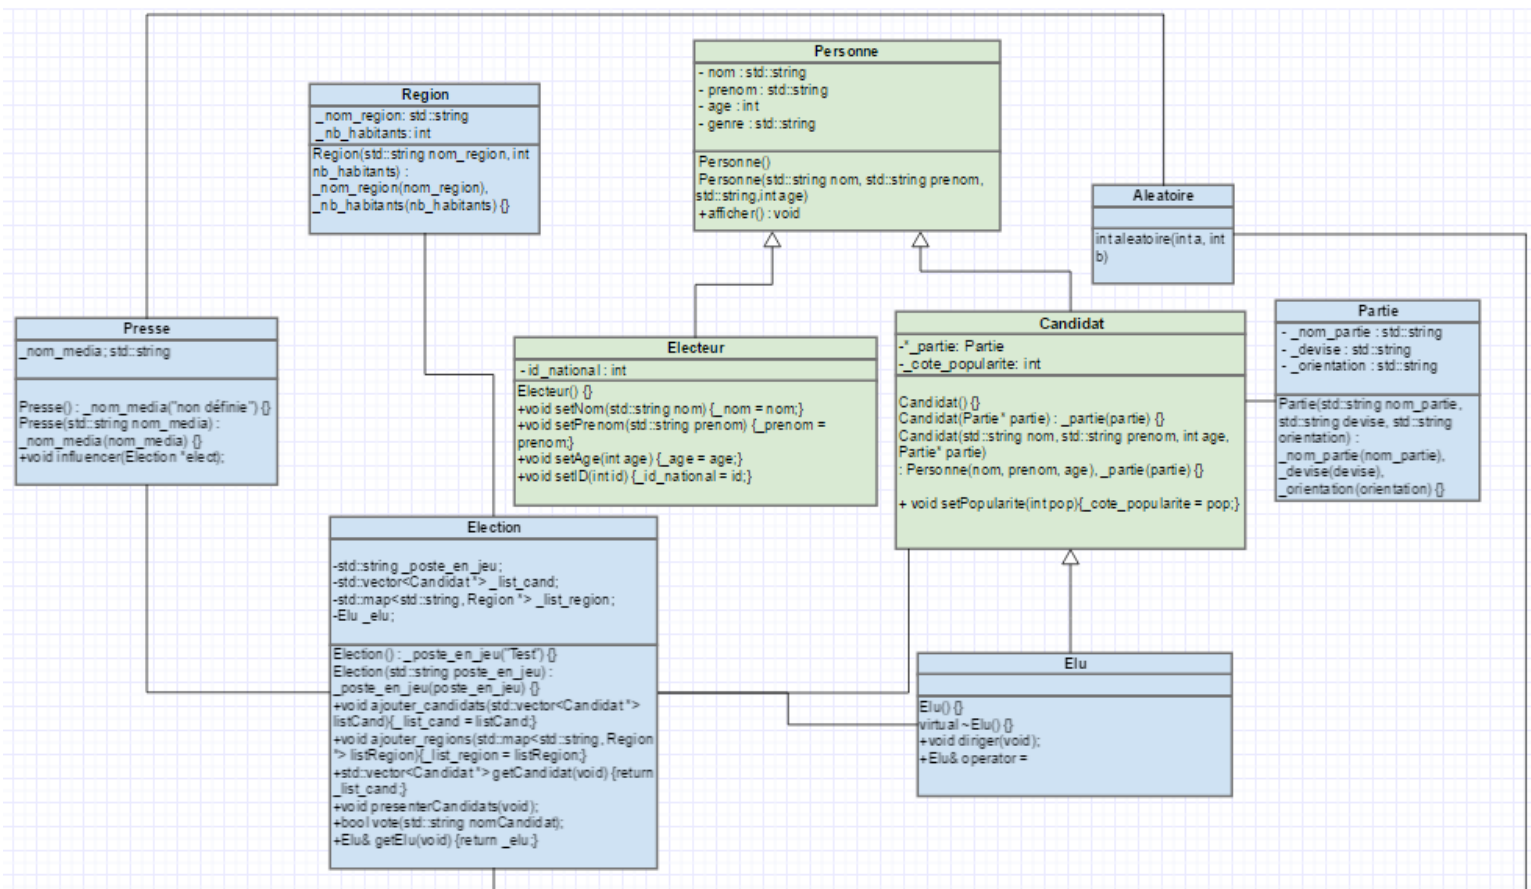 Personne
- nom : std::string
- prenom : std::string
- age : int
- genre : std::string
Personne()
Personne(std::string nom, std::string prenom,
std::string,int age)
+afficher() : void
Region
_nom_region: std::string
_nb_habitants: int
Region(std::string nom_region, int
nb_habitants) :
_nom_region(nom_region),
_nb_habitants(nb_habitants) {}
Aleatoire
int aleatoire(int a, int
b)
Presse
_nom_media; std::string
Presse() : _nom_media("non définie") {}
Presse(std::string nom_media) :
_nom_media(nom_media) {}
+void influencer(Election *elect);
Electeur
- id_national : int
Electeur() {}
+void setNom(std::string nom) {_nom = nom;}
+void setPrenom(std::string prenom) {_prenom =
prenom;}
+void setAge(int age) {_age = age;}
+void setID(int id) {_id_national = id;}
Candidat
-*_partie: Partie
-_cote_popularite: int
Candidat() {}
Candidat(Partie* partie) : _partie(partie) {}
Candidat(std::string nom, std::string prenom, int age,
Partie* partie)
: Personne(nom, prenom, age), _partie(partie) {}
+ void setPopularite(int pop){_cote_popularite = pop;}
Partie
- _nom_partie : std::string
- _devise : std::string
- _orientation : std::string
Partie(std::string nom_partie,
std::string devise, std::string
orientation) :
_nom_partie(nom_partie),
_devise(devise),
_orientation(orientation) {}
Election
-std::string _poste_en_jeu;
-std::vector<Candidat *> _list_cand;
-std::map<std::string, Region *> _list_region;
-Elu _elu;
Election() : _poste_en_jeu("Test") {}
Election(std::string poste_en_jeu) :
_poste_en_jeu(poste_en_jeu) {}
+void ajouter_candidats(std::vector<Candidat *>
listCand){_list_cand = listCand;}
+void ajouter_regions(std::map<std::string, Region
*> listRegion){_list_region = listRegion;}
+std::vector<Candidat *> getCandidat(void) {return
_list_cand;}
+void presenterCandidats(void);
+bool vote(std::string nomCandidat);
+Elu& getElu(void) {return _elu;}
Elu
Elu() {}
virtual ~Elu() {}
+void diriger(void);
+Elu& operator =